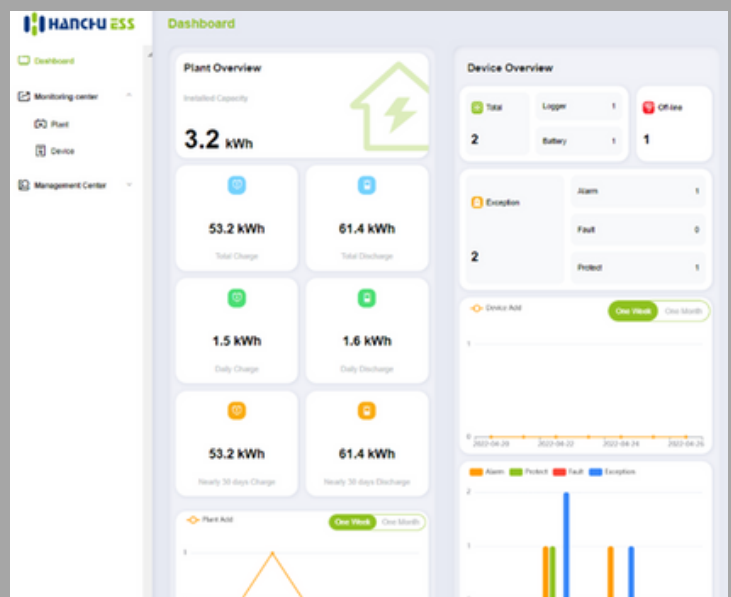 HANCHU ESS
Dashboard
Dashboard
Monitoring center
Plant
Device
Management Center
Plant Overview
Installed Capacity
3.2 kWh
53.2 kWh
Total Charge
61.4 kWh
Total Discharge
1.5 kWh
Daily Charge
1.6 kWh
Daily Discharge
53.2 kWh
Nearly 30 days Charge
61.4 kWh
Nearly 30 days Discharge
Plant Add
One Week One Month
1
Device Overview
Total
2
Logger 1
Battery 1
Off-line
1
Exception
2
Alarm 1
Fault 0
Protect 1
Device Add
One Week One Month
1
0
2022-04-20 2022-04-22 2022-04-24 2022-04-26
Alarm Protect Fault Exception
2
1